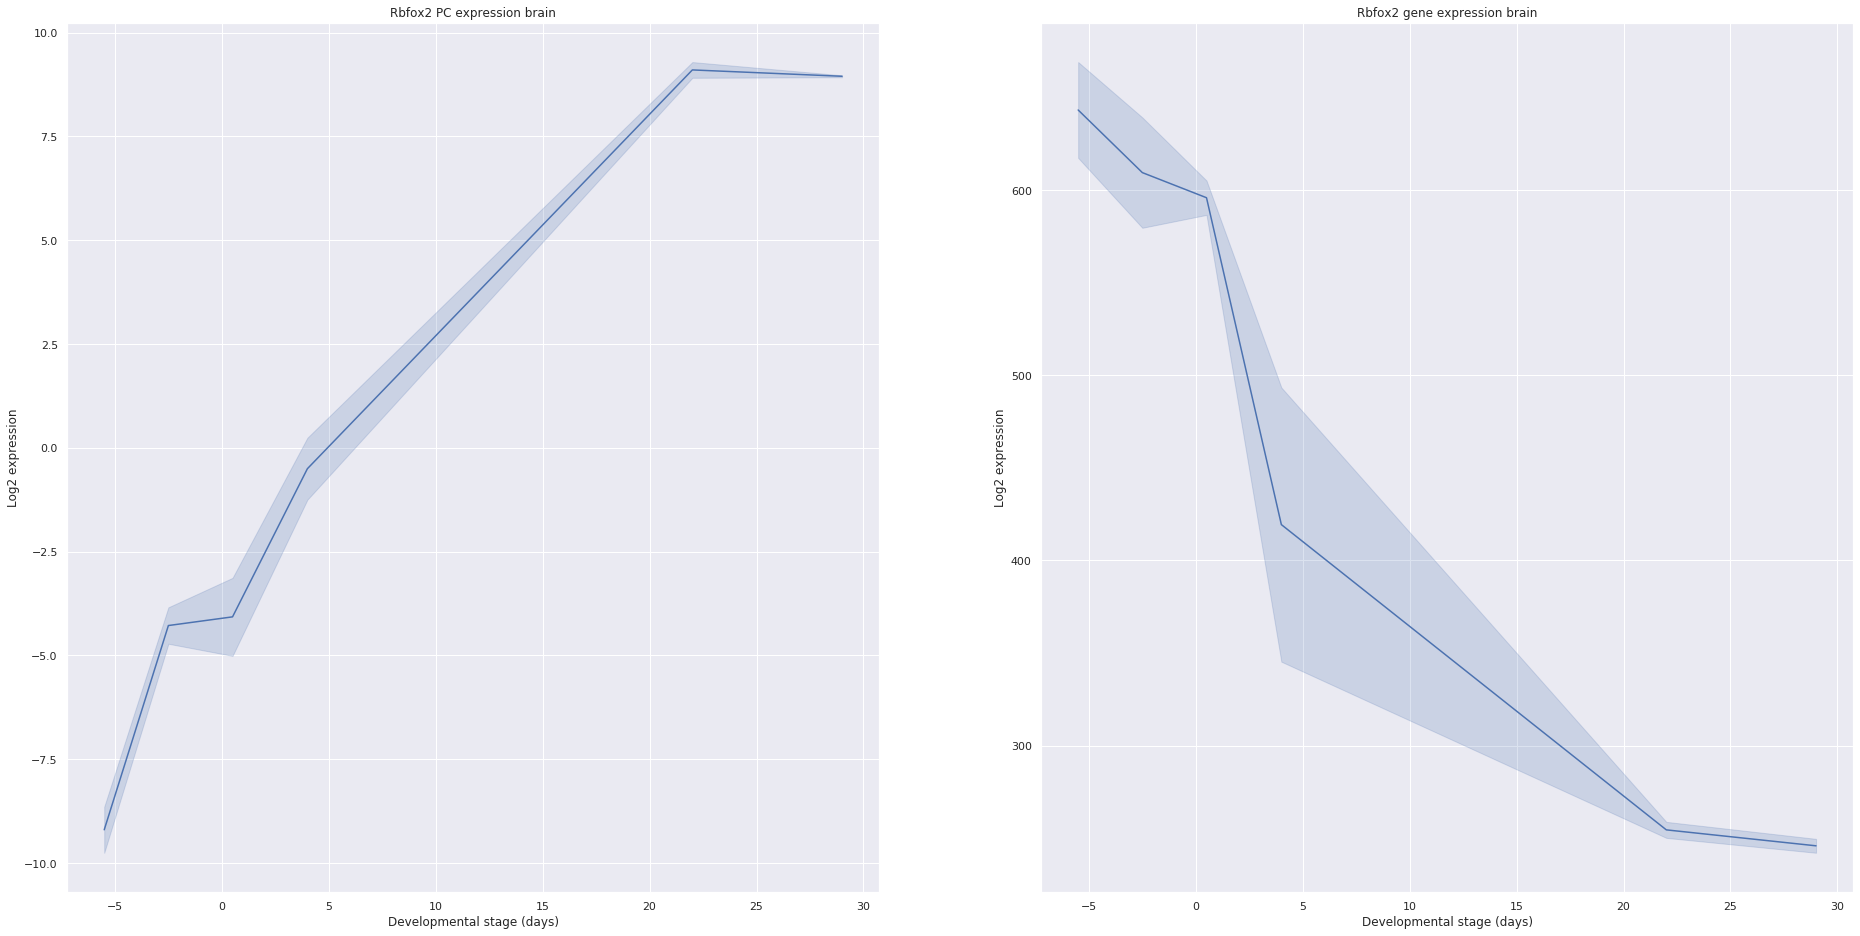 Rbfox2 PC expression brain
Log2 expression
10.0
7.5
5.0
2.5
0.0
−2.5
−5.0
−7.5
−10.0
−5 0 5 10 15 20 25 30
Developmental stage (days)
Rbfox2 gene expression brain
Log2 expression
600
500
400
300
−5 0 5 10 15 20 25 30
Developmental stage (days)